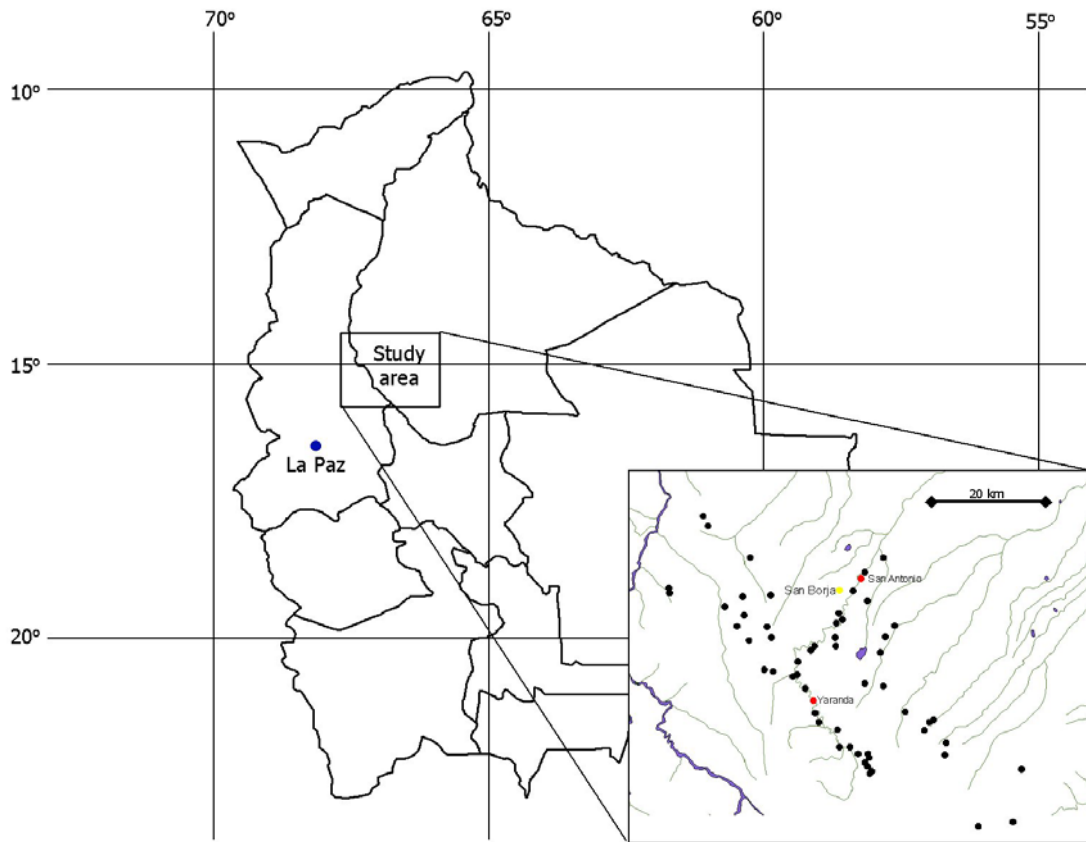 70º 65º 60º 55º
10º
15º
Study
area
La Paz
20º
20 km
San Antonio
San Borja
Yaranda